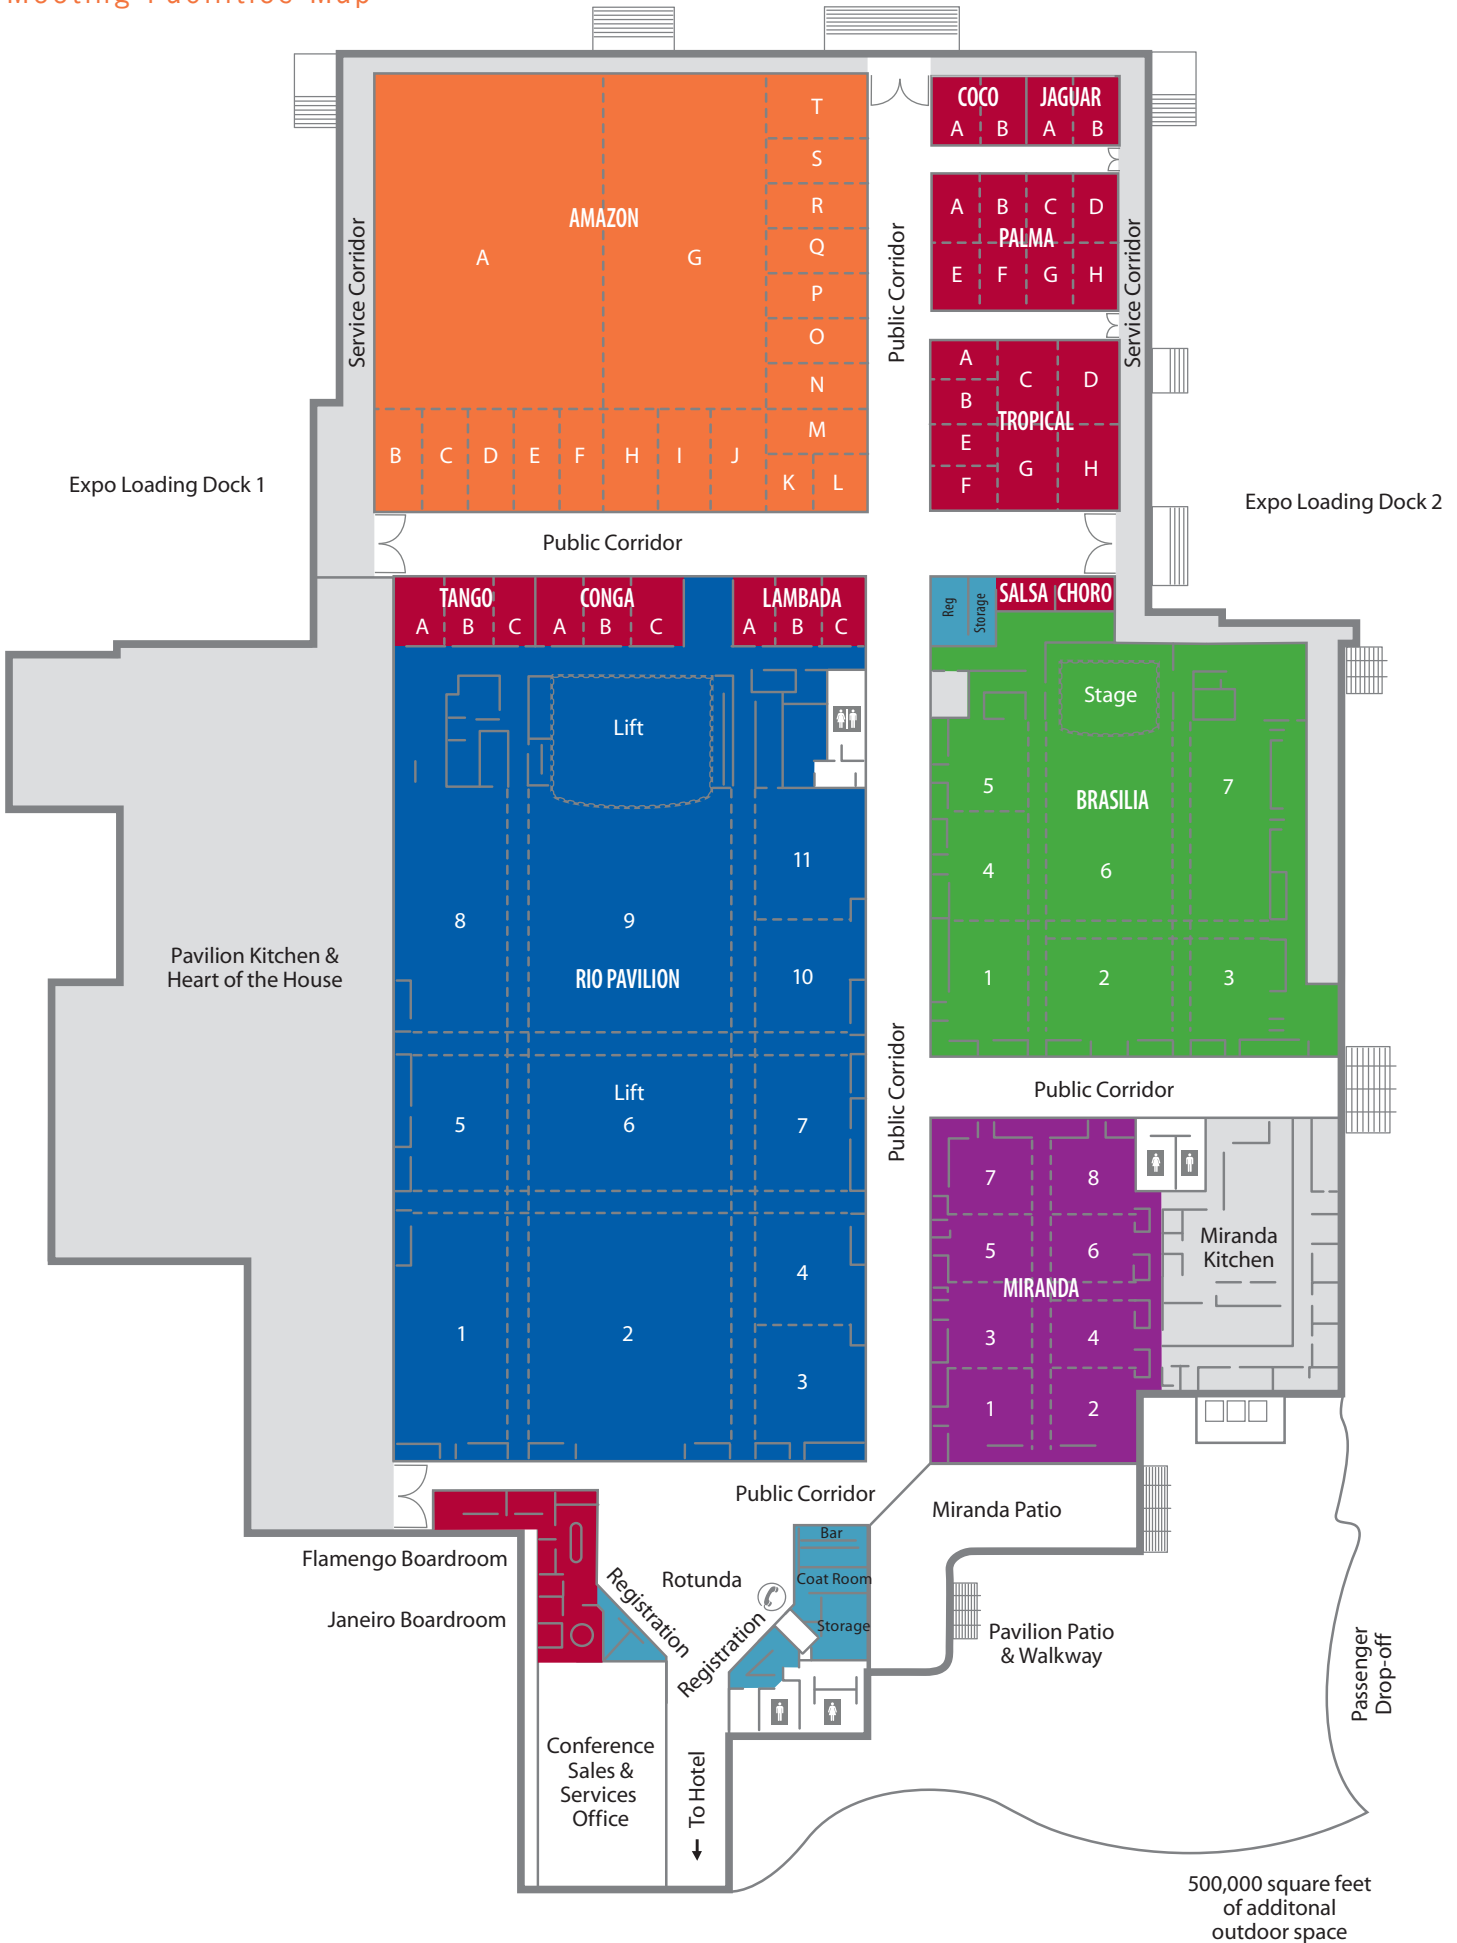 Meeting Facilities Map
COCO
JAGUAR
A
B
A
B
T
S
R
Q
P
O
N
M
K
L
AMAZON
A
G
B
C
D
E
F
H
I
J
Service Corridor
Public Corridor
Service Corridor
A
B
C
D
PALMA
E
F
G
H
A
B
C
D
TROPICAL
E
F
G
H
Expo Loading Dock 1
Expo Loading Dock 2
Public Corridor
TANGO
A
B
C
CONGA
A
B
C
LAMBADA
A
B
C
Reg
Storage
SALSA
CHORO
Lift
Stage
5
7
BRASILIA
4
6
1
2
3
11
8
9
10
RIO PAVILION
Pavilion Kitchen &
Heart of the House
Public Corridor
Public Corridor
Lift
5
6
7
4
1
2
3
7
8
5
6
MIRANDA
3
4
1
2
Miranda
Kitchen
Public Corridor
Miranda Patio
Flamengo Boardroom
Janeiro Boardroom
Rotunda
Registration
Registration
Bar
Coat Room
Storage
Pavilion Patio
& Walkway
Passenger
Drop-off
Conference
Sales &
Services
Office
To Hotel
500,000 square feet
of additonal
outdoor space